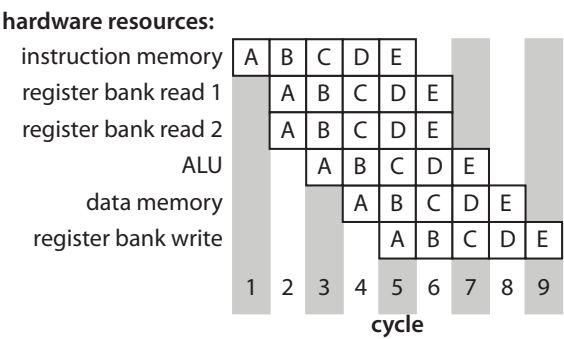 hardware resources:
instruction memory A B C D E
register bank read 1 A B C D E
register bank read 2 A B C D E
ALU A B C D E
data memory A B C D E
register bank write A B C D E
1 2 3 4 5 6 7 8 9
cycle